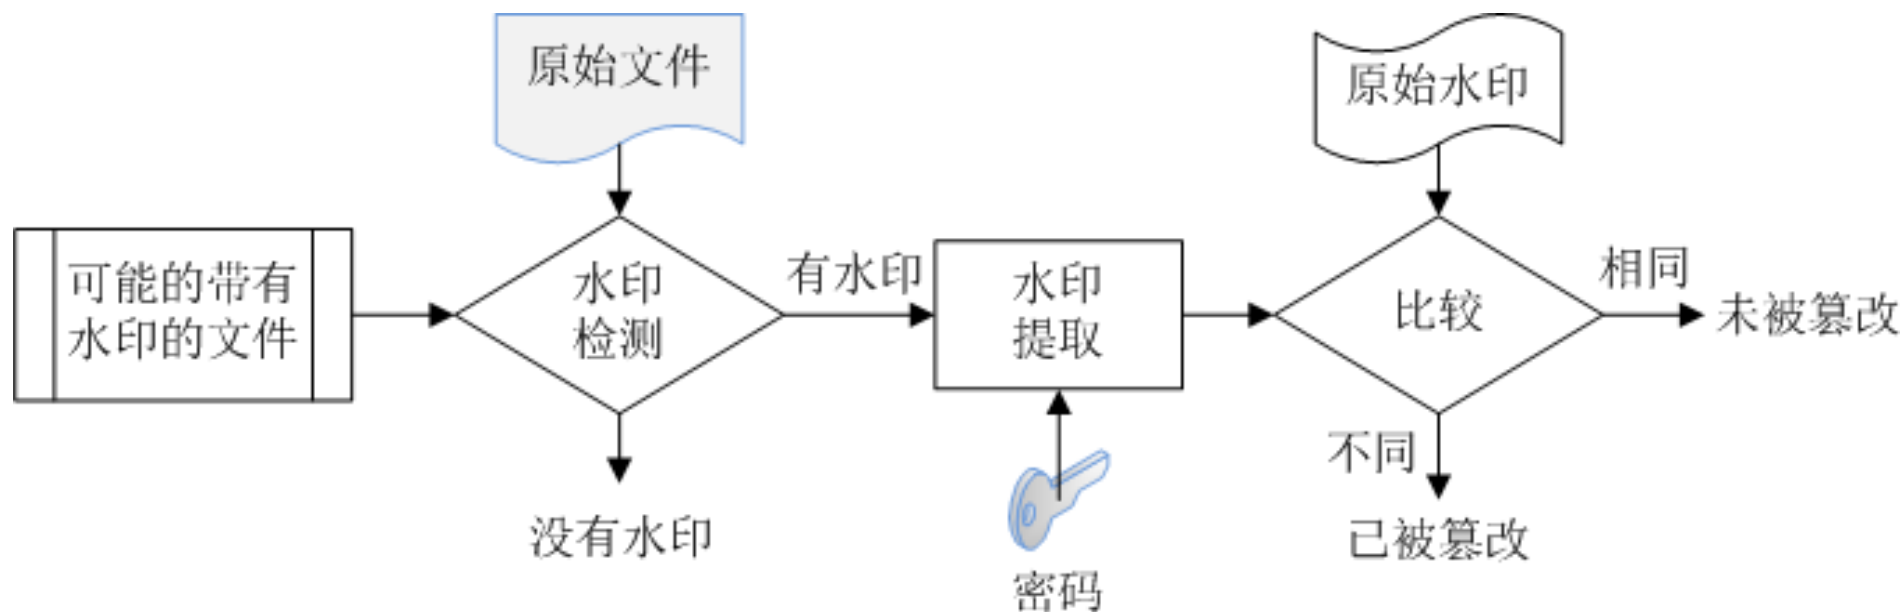 原始文件
原始水印
可能的带有
水印的文件
水印
检测
有水印
水印
提取
比较
相同
未被篡改
不同
没有水印
密码
已被篡改